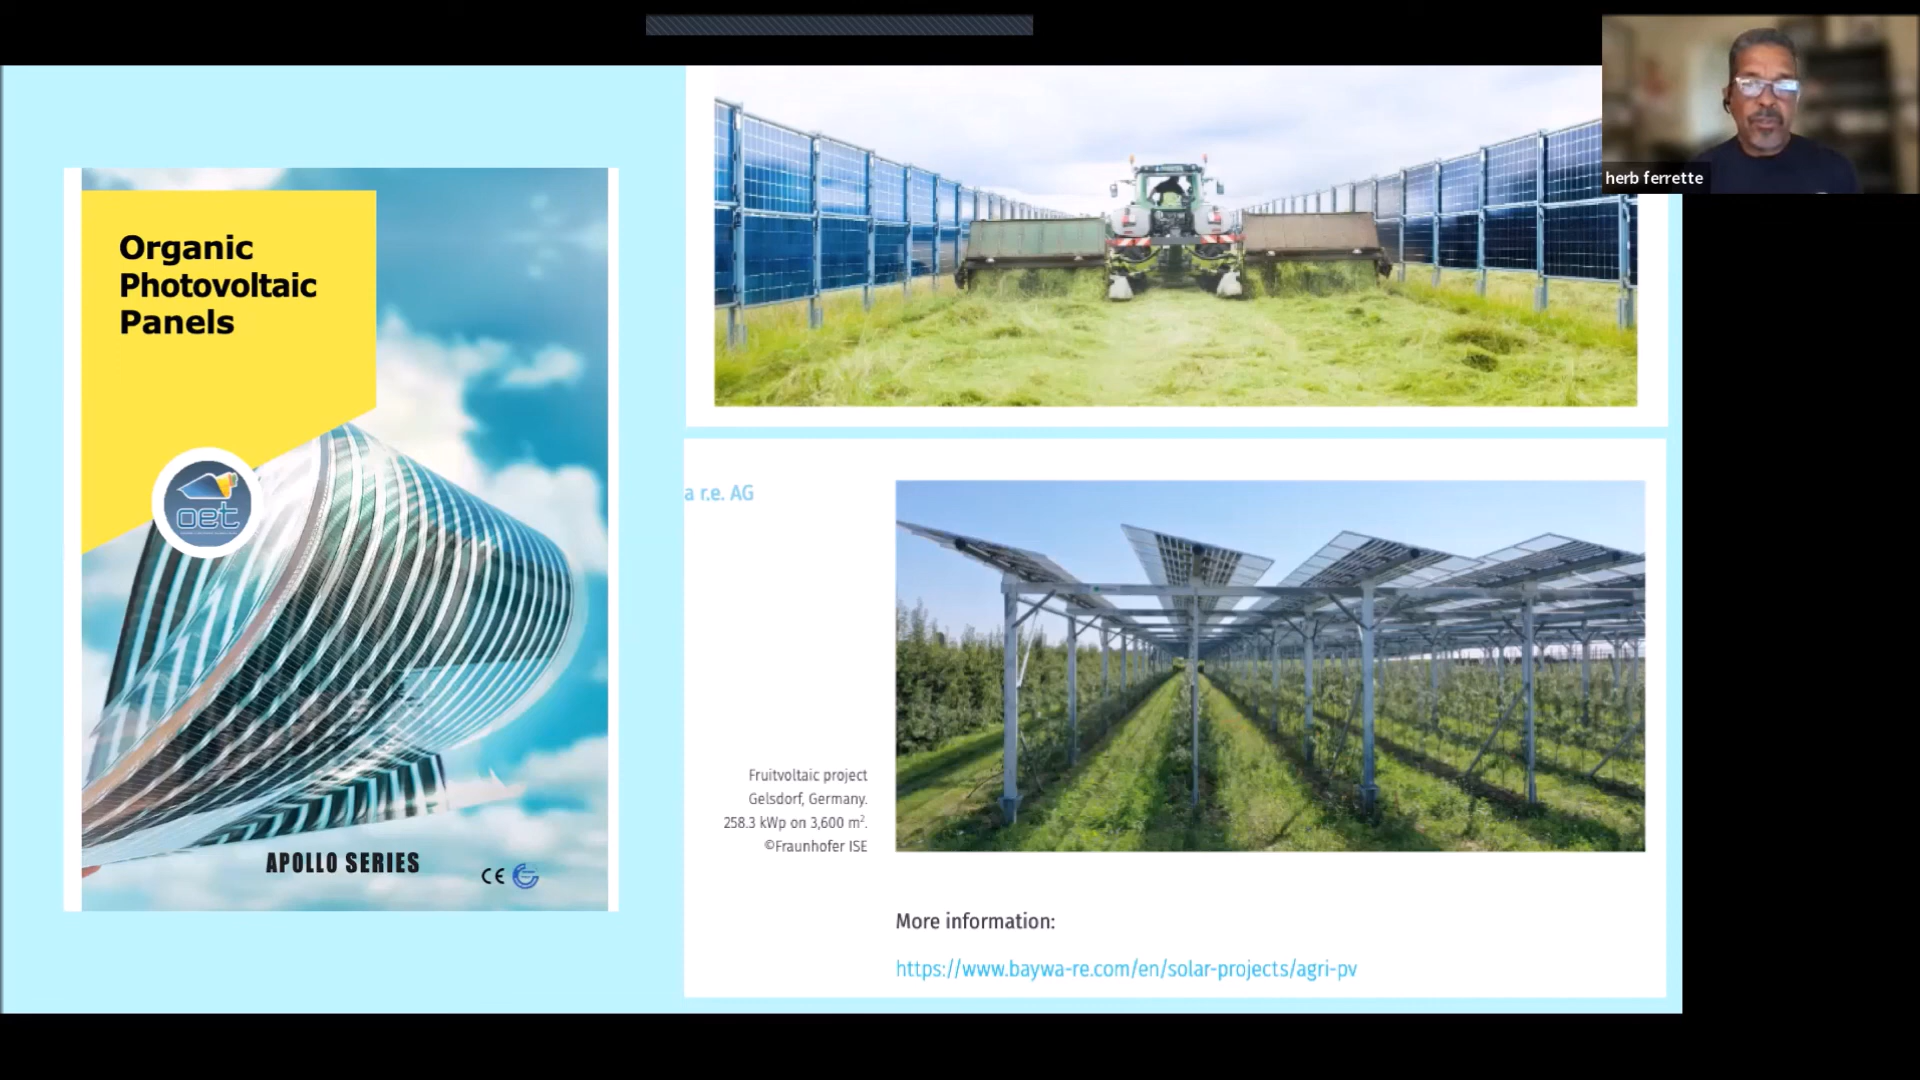 Organic
Photovoltaic
Panels
oet
APOLLO SERIES
CE
herb ferrette
a r.e. AG
Fruitvoltaic project
Gelsdorf, Germany.
258.3 kWp on 3,600 m².
©Fraunhofer ISE
More information:
https://www.baywa-re.com/en/solar-projects/agri-pv